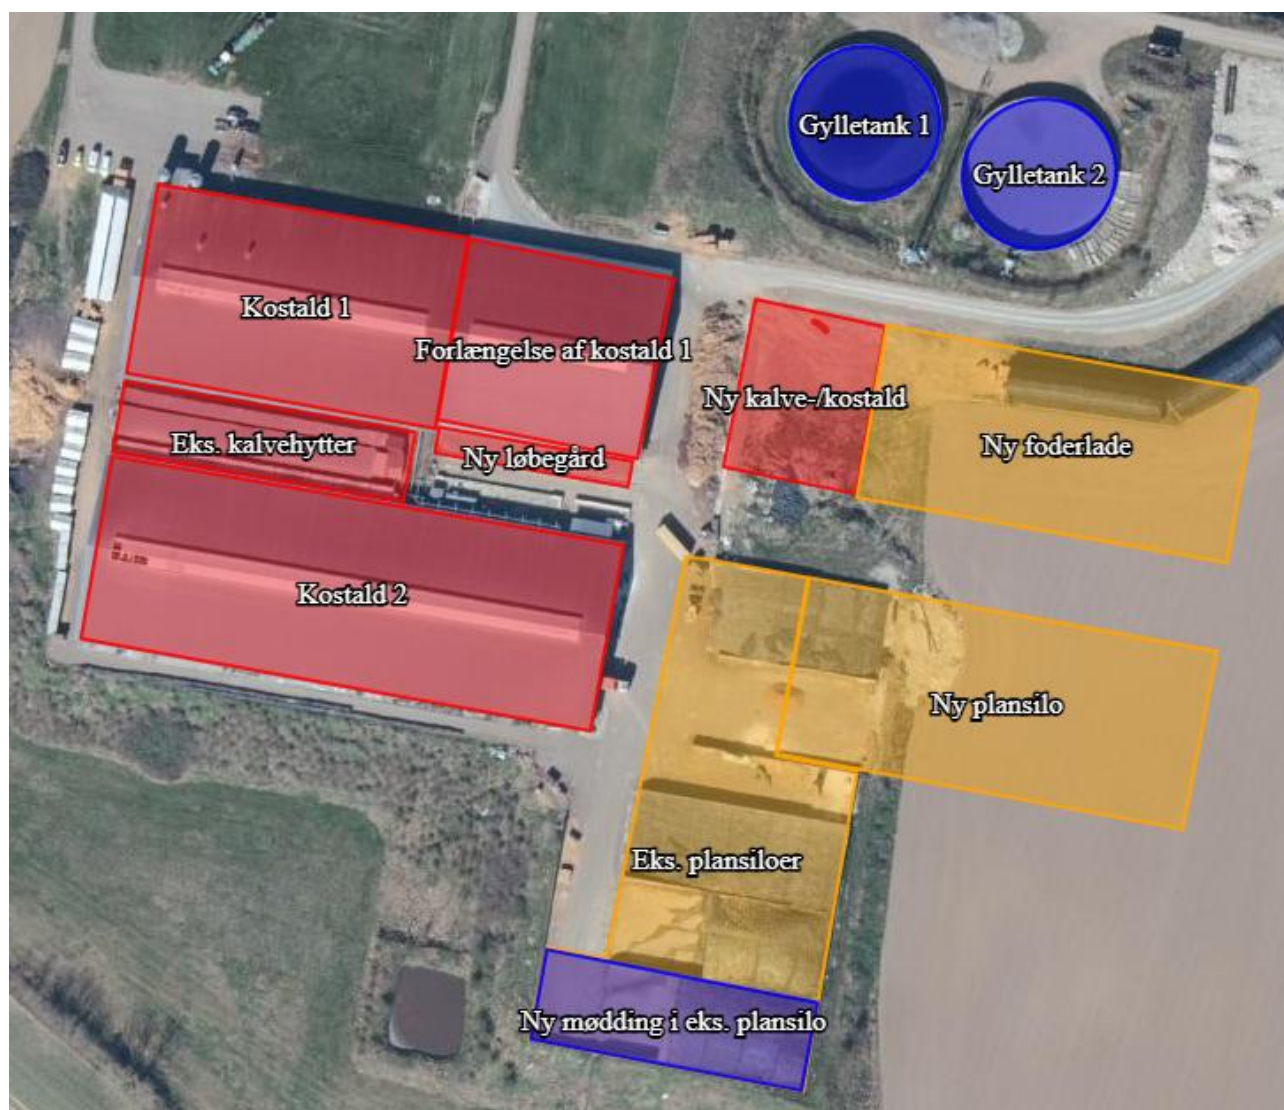 Gylletank 1
Gylletank 2
Kostald 1
Forlængelse af kostald 1
Ny kalve-/kostald
Eks. kalvehytter
Ny løbegård
Ny foderlade
Kostald 2
Ny plansilo
Eks. plansiloer
Ny mødding i eks. plansilo